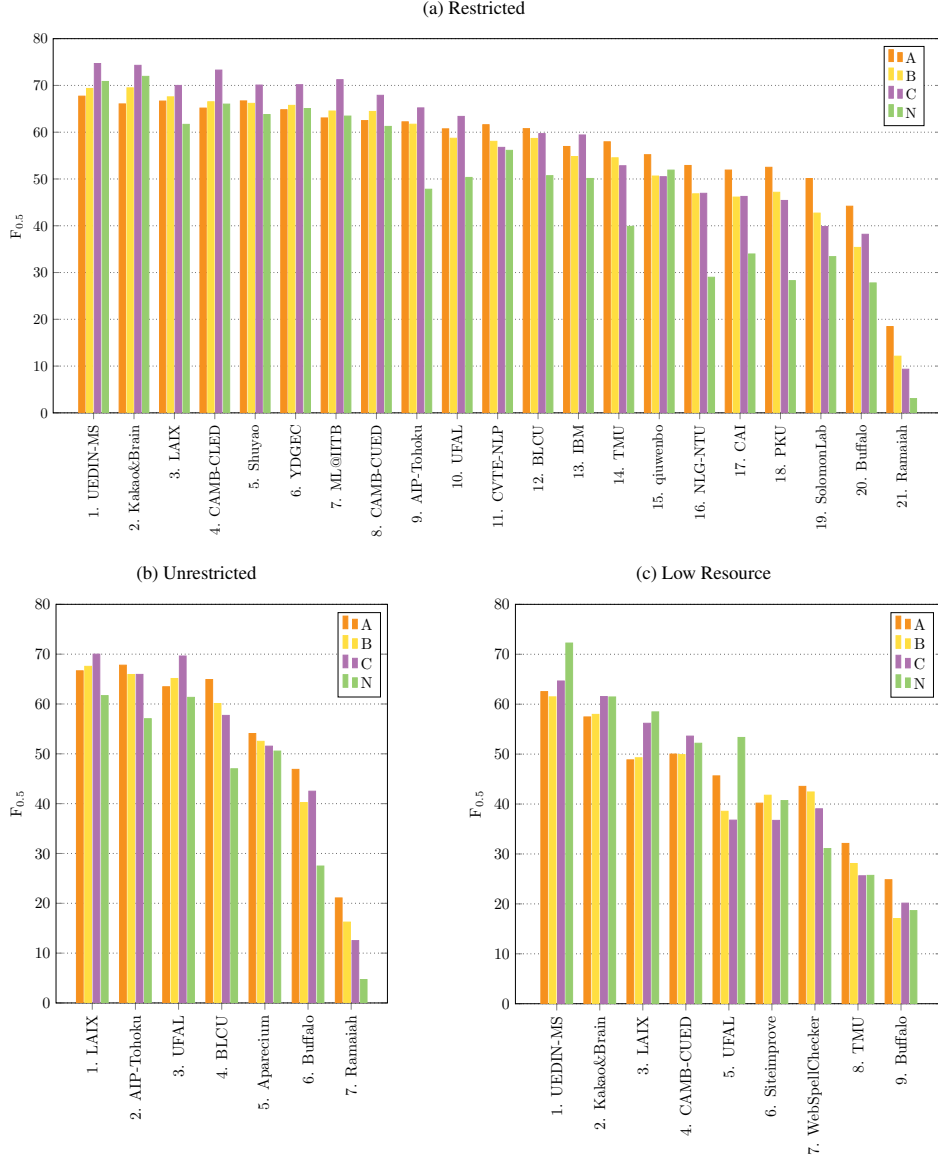 (a) Restricted
80
70
60
50
40
30
20
10
0
F0.5
A
B
C
N
1. UEDIN-MS
2. Kakao&Brain
3. LAIX
4. CAMB-CLED
5. Shuyao
6. YDGEC
7. ML@IITB
8. CAMB-CUED
9. AIP-Tohoku
10. UFAL
11. CVTE-NLP
12. BLCU
13. IBM
14. TMU
15. qiuwenbo
16. NLG-NTU
17. CAI
18. PKU
19. SolomonLab
20. Buffalo
21. Ramaiah
(b) Unrestricted
80
70
60
50
40
30
20
10
0
F0.5
A
B
C
N
1. LAIX
2. AIP-Tohoku
3. UFAL
4. BLCU
5. Aparecium
6. Buffalo
7. Ramaiah
(c) Low Resource
80
70
60
50
40
30
20
10
0
F0.5
A
B
C
N
1. UEDIN-MS
2. Kakao&Brain
3. LAIX
4. CAMB-CUED
5. UFAL
6. Siteimprove
7. WebSpellChecker
8. TMU
9. Buffalo